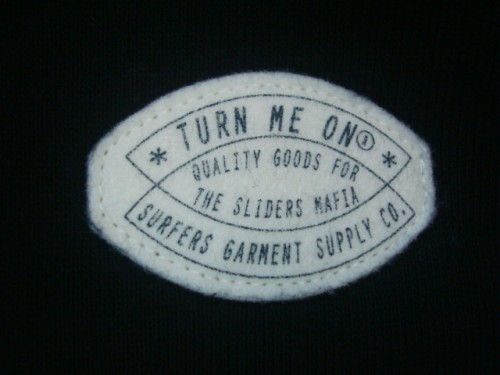 * TURN ME ON® *
QUALITY GOODS FOR
THE SLIDERS MAFIA
SURFERS GARMENT SUPPLY CO.